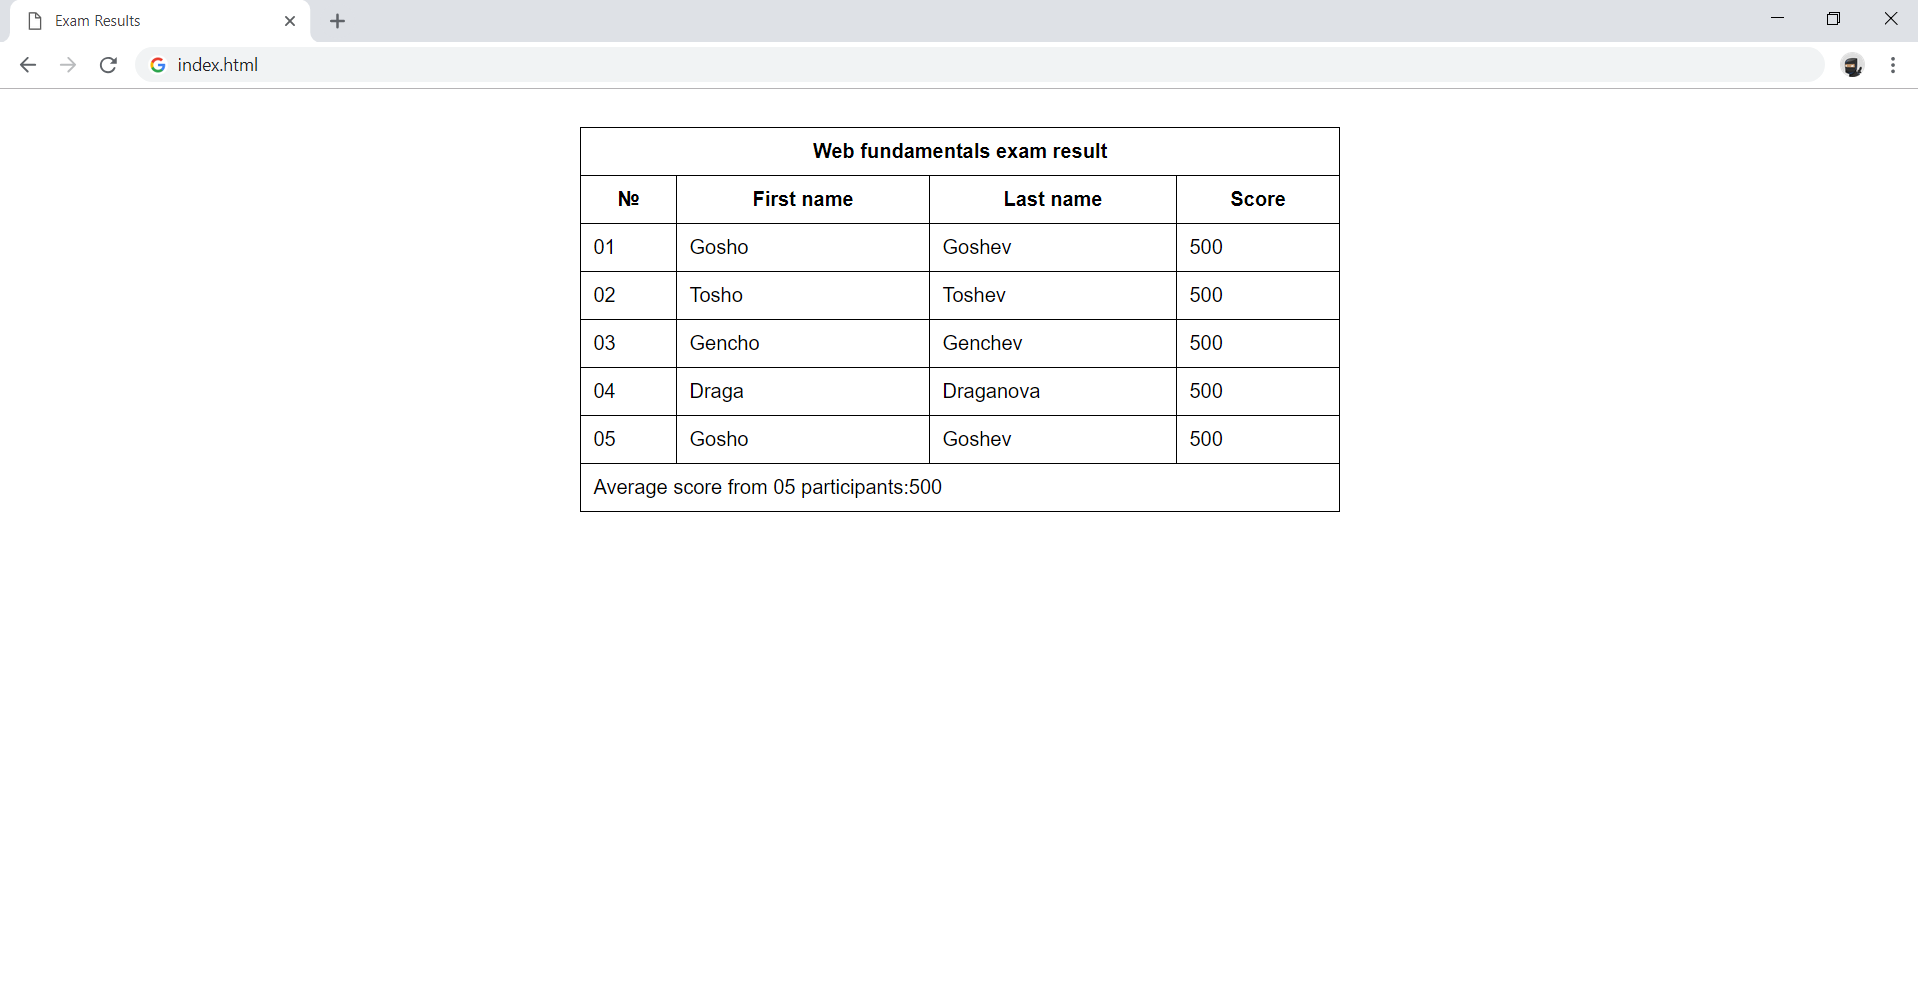 Exam Results
index.html
Web fundamentals exam result
№ First name Last name Score
01 Gosho Goshev 500
02 Tosho Toshev 500
03 Gencho Genchev 500
04 Draga Draganova 500
05 Gosho Goshev 500
Average score from 05 participants:500